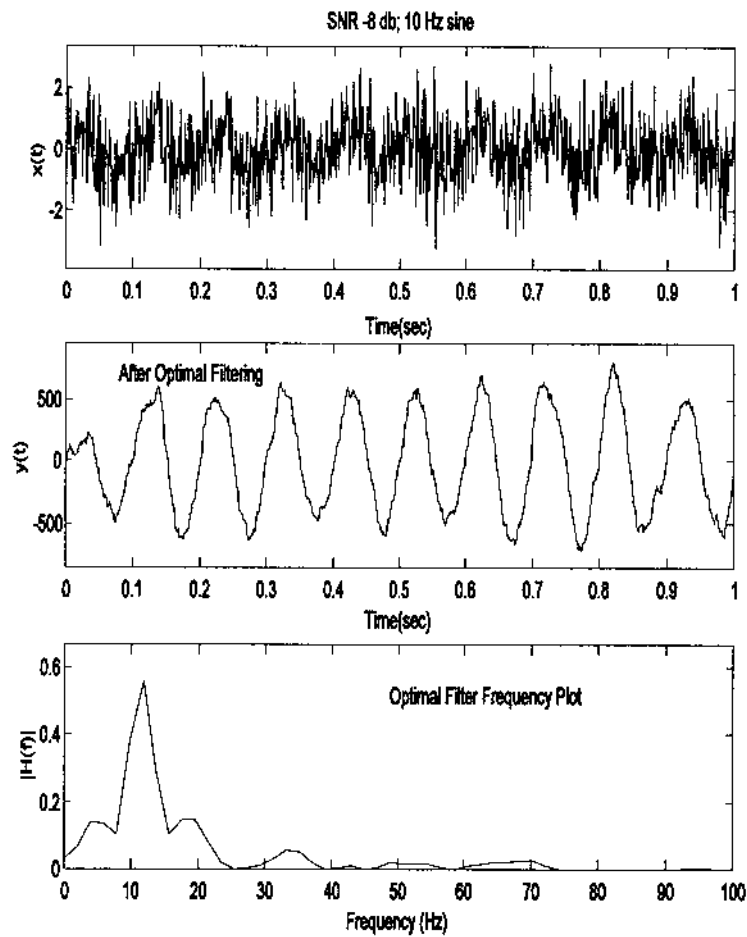 SNR -8 db; 10 Hz sine
x(t)
2
0
-2
0 0.1 0.2 0.3 0.4 0.5 0.6 0.7 0.8 0.9 1
Time(sec)
After Optimal Filtering
y(t)
500
0
-500
0 0.1 0.2 0.3 0.4 0.5 0.6 0.7 0.8 0.9 1
Time(sec)
Optimal Filter Frequency Plot
|H(f)|
0.6
0.4
0.2
0
0 10 20 30 40 50 60 70 80 90 100
Frequency (Hz)